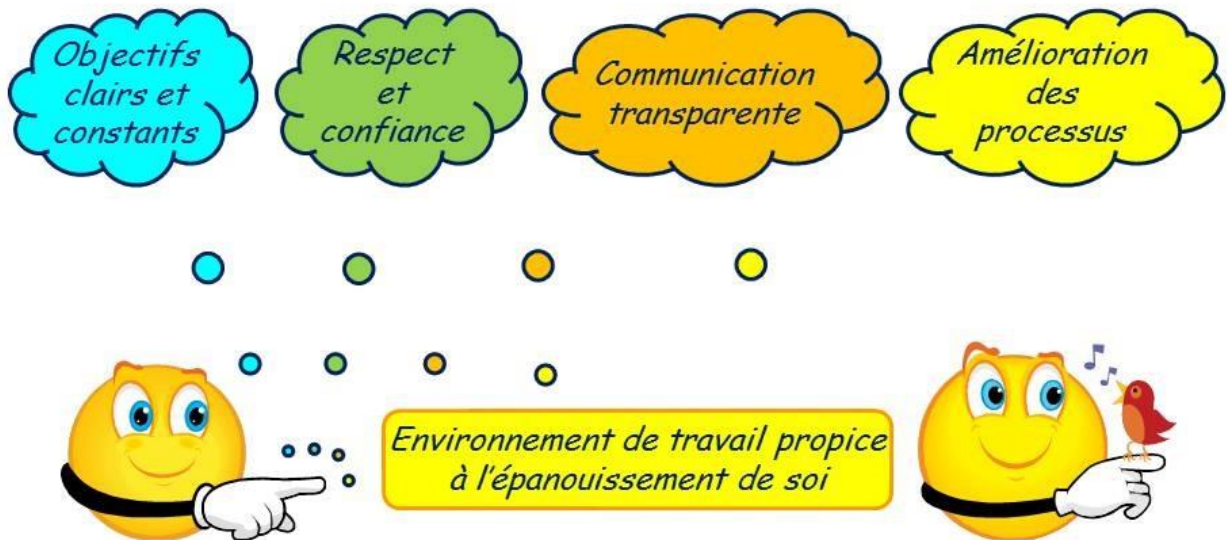 Objectifs
clairs et
constants
Respect
et
confiance
Communication
transparente
Amélioration
des
processus
Environnement de travail propice
à l'épanouissement de soi